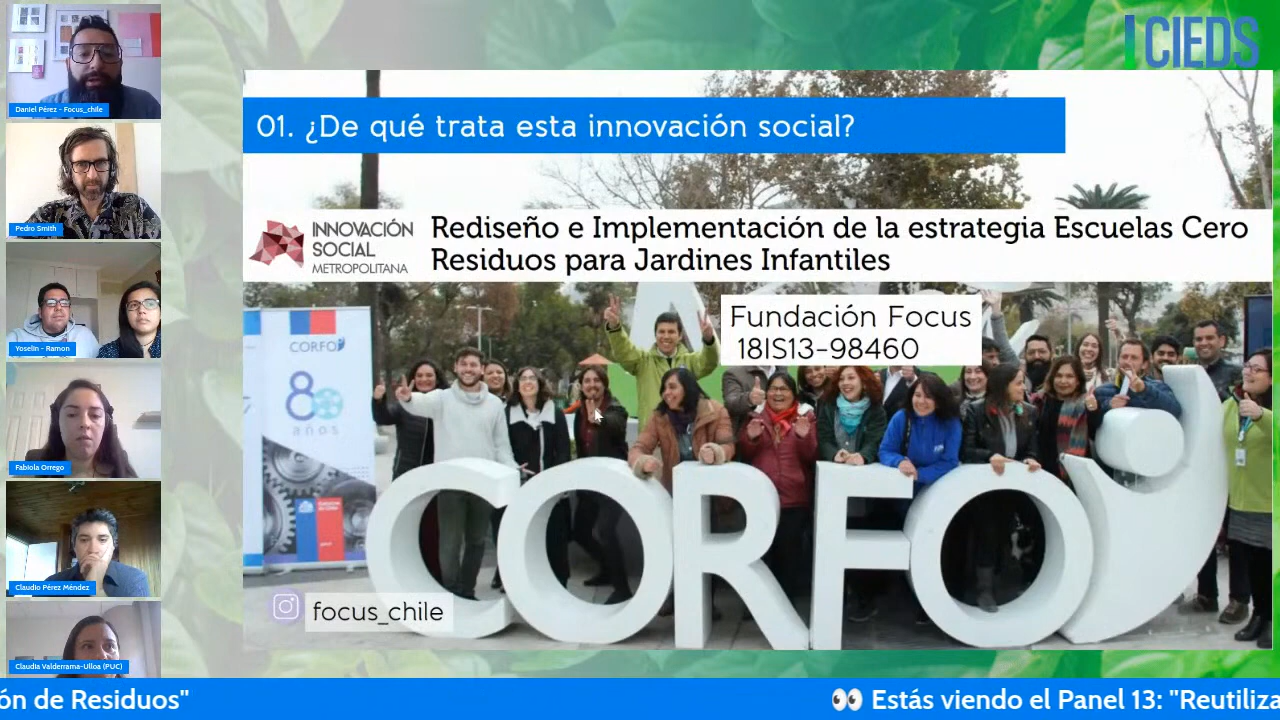 CIEDS
Daniel Pérez - Focus_chile
Pedro Smith
Yoselin - Ramon
Fabiola Orrego
Claudio Pérez Méndez
Claudia Valderrama-Ulloa (PUC)
01. ¿De qué trata esta innovación social?
INNOVACIÓN
SOCIAL
METROPOLITANA
Rediseño e Implementación de la estrategia Escuelas Cero
Residuos para Jardines Infantiles
Fundación Focus
18IS13-98460
CORFO
80
años
CORFO
focus_chile
ón de Residuos"
👀 Estás viendo el Panel 13: "Reutiliza